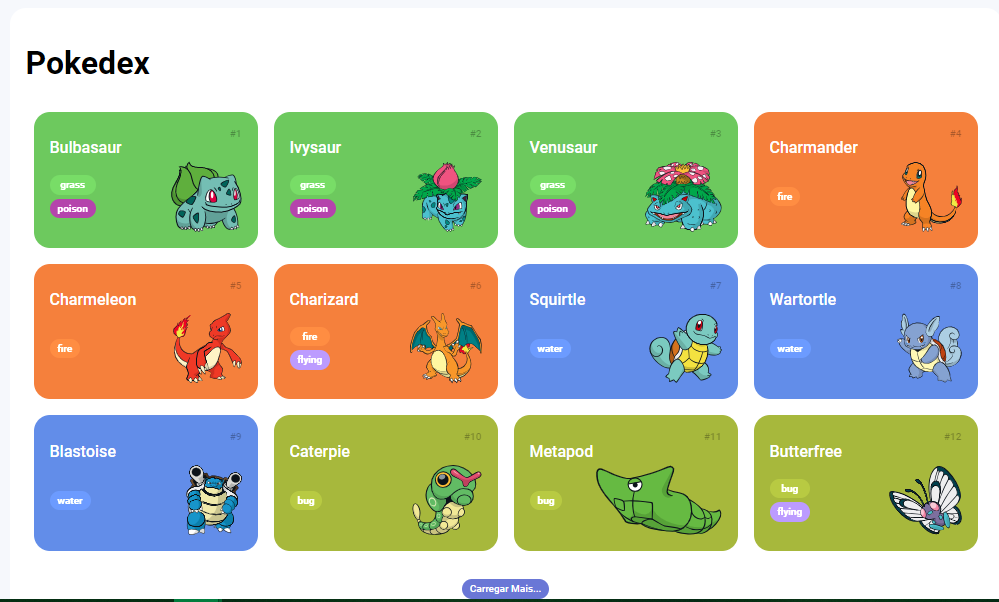 Pokedex
#1
Bulbasaur
grass
poison
#2
Ivysaur
grass
poison
#3
Venusaur
grass
poison
#4
Charmander
fire
#5
Charmeleon
fire
#6
Charizard
fire
flying
#7
Squirtle
water
#8
Wartortle
water
#9
Blastoise
water
#10
Caterpie
bug
#11
Metapod
bug
#12
Butterfree
bug
flying
Carregar Mais...